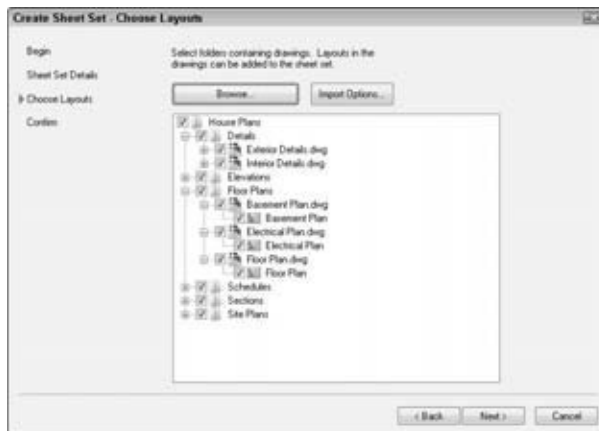 Create Sheet Set - Choose Layouts
Begin
Sheet Set Details
Choose Layouts
Confirm
Select folders containing drawings. Layouts in the
drawings can be added to the sheet set.
Browse...
Import Options...
House Plans
Details
Exterior Details.dwg
Interior Details.dwg
Elevations
Floor Plans
Basement Plan.dwg
Basement Plan
Electrical Plan.dwg
Electrical Plan
Floor Plan.dwg
Floor Plan
Schedules
Sections
Site Plans
< Back
Next >
Cancel